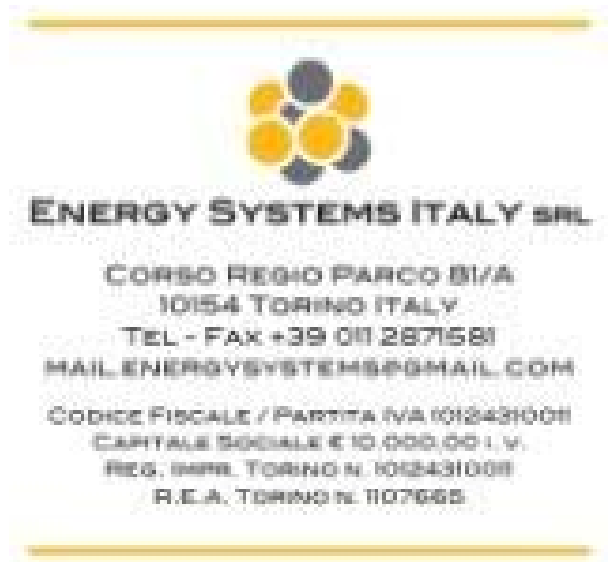 ENERGY SYSTEMS ITALY SRL
CORSO REGIO PARCO 81/A
10154 TORINO ITALY
TEL - FAX +39 011 2871581
MAIL.ENERGYSYSTEMS@GMAIL.COM
CODICE FISCALE / PARTITA IVA 10124310011
CAPITALE SOCIALE € 10.000,00 I.V.
REG. IMPR. TORINO N. 10124310011
R.E.A. TORINO N. 1107665